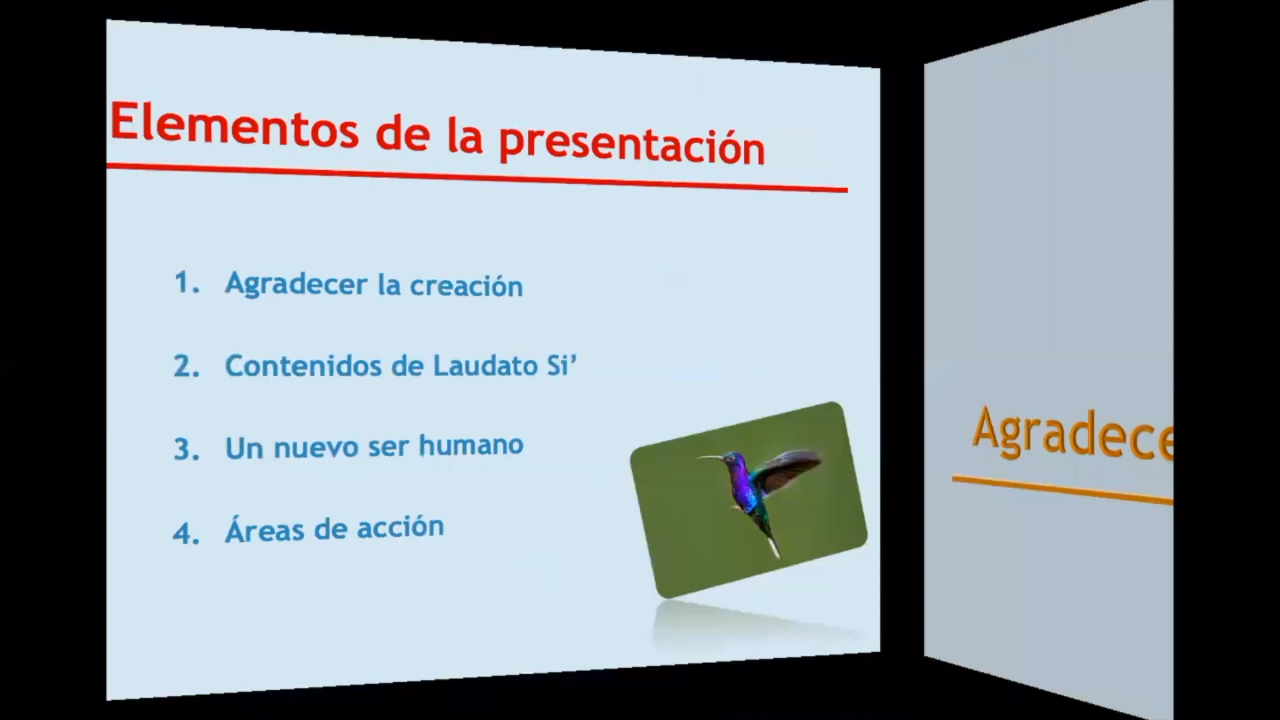 Elementos de la presentación
1. Agradecer la creación
2. Contenidos de Laudato Si’
3. Un nuevo ser humano
4. Áreas de acción
Agradece